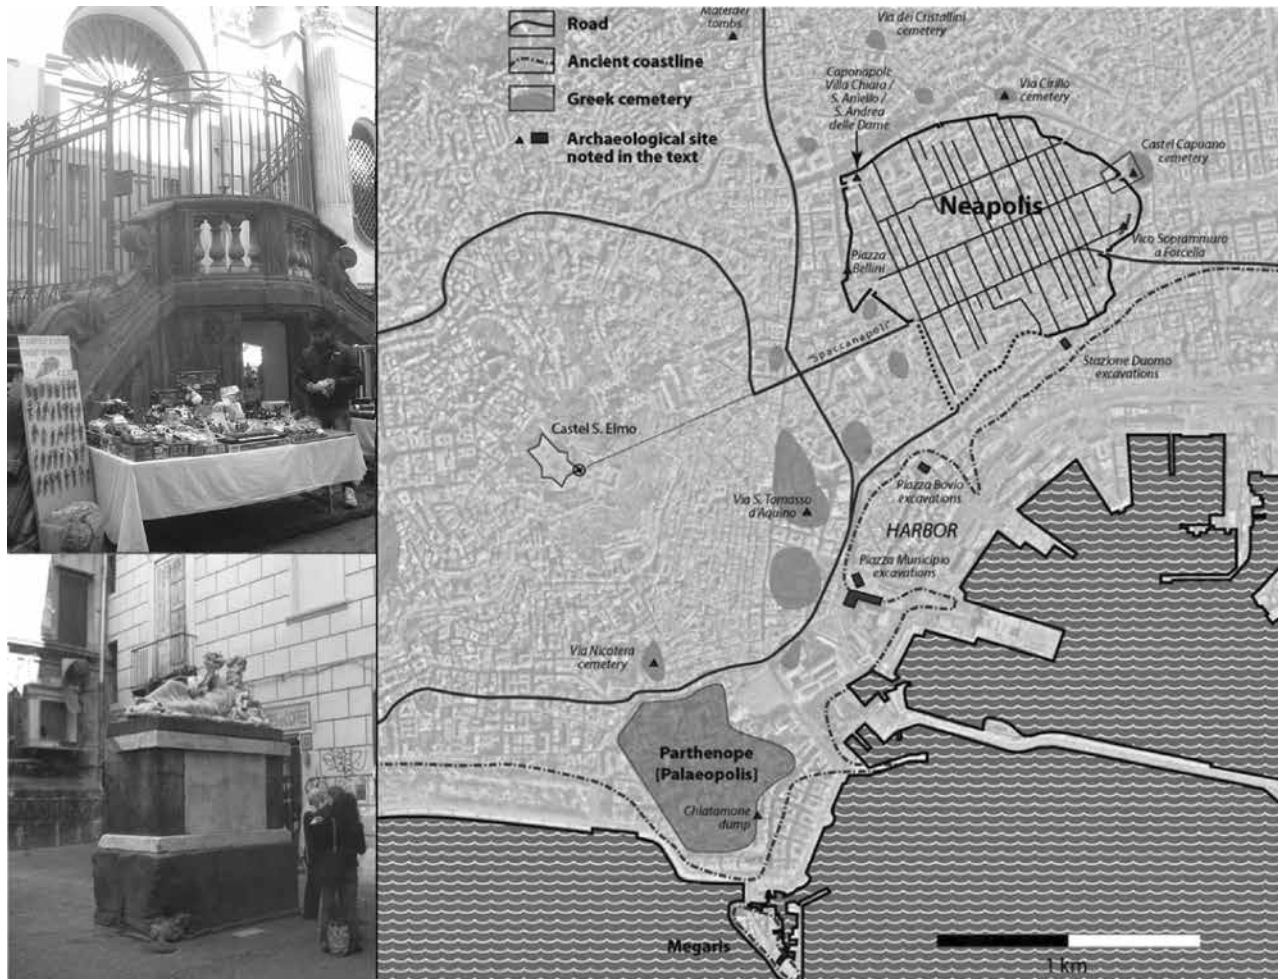 Road
Ancient coastline
Greek cemetery
Archaeological site
noted in the text
Materdei
tombs
Via dei Cristallini
cemetery
Caponapoli:
Villa Chiara /
S. Aniello /
S. Andrea
delle Dame
Via Cirillo
cemetery
Castel Capuano
cemetery
Neapolis
Vico Soprammuro
a Forcella
Piazza
Bellini
"Spaccanapoli"
Stazione Duomo
excavations
Castel S. Elmo
Piazza Bovio
excavations
Via S. Tomasso
d'Aquino
HARBOR
Piazza Municipio
excavations
Via Nicotera
cemetery
Parthenope
[Palaeopolis]
Chiatamone
dump
Megaris
1 km